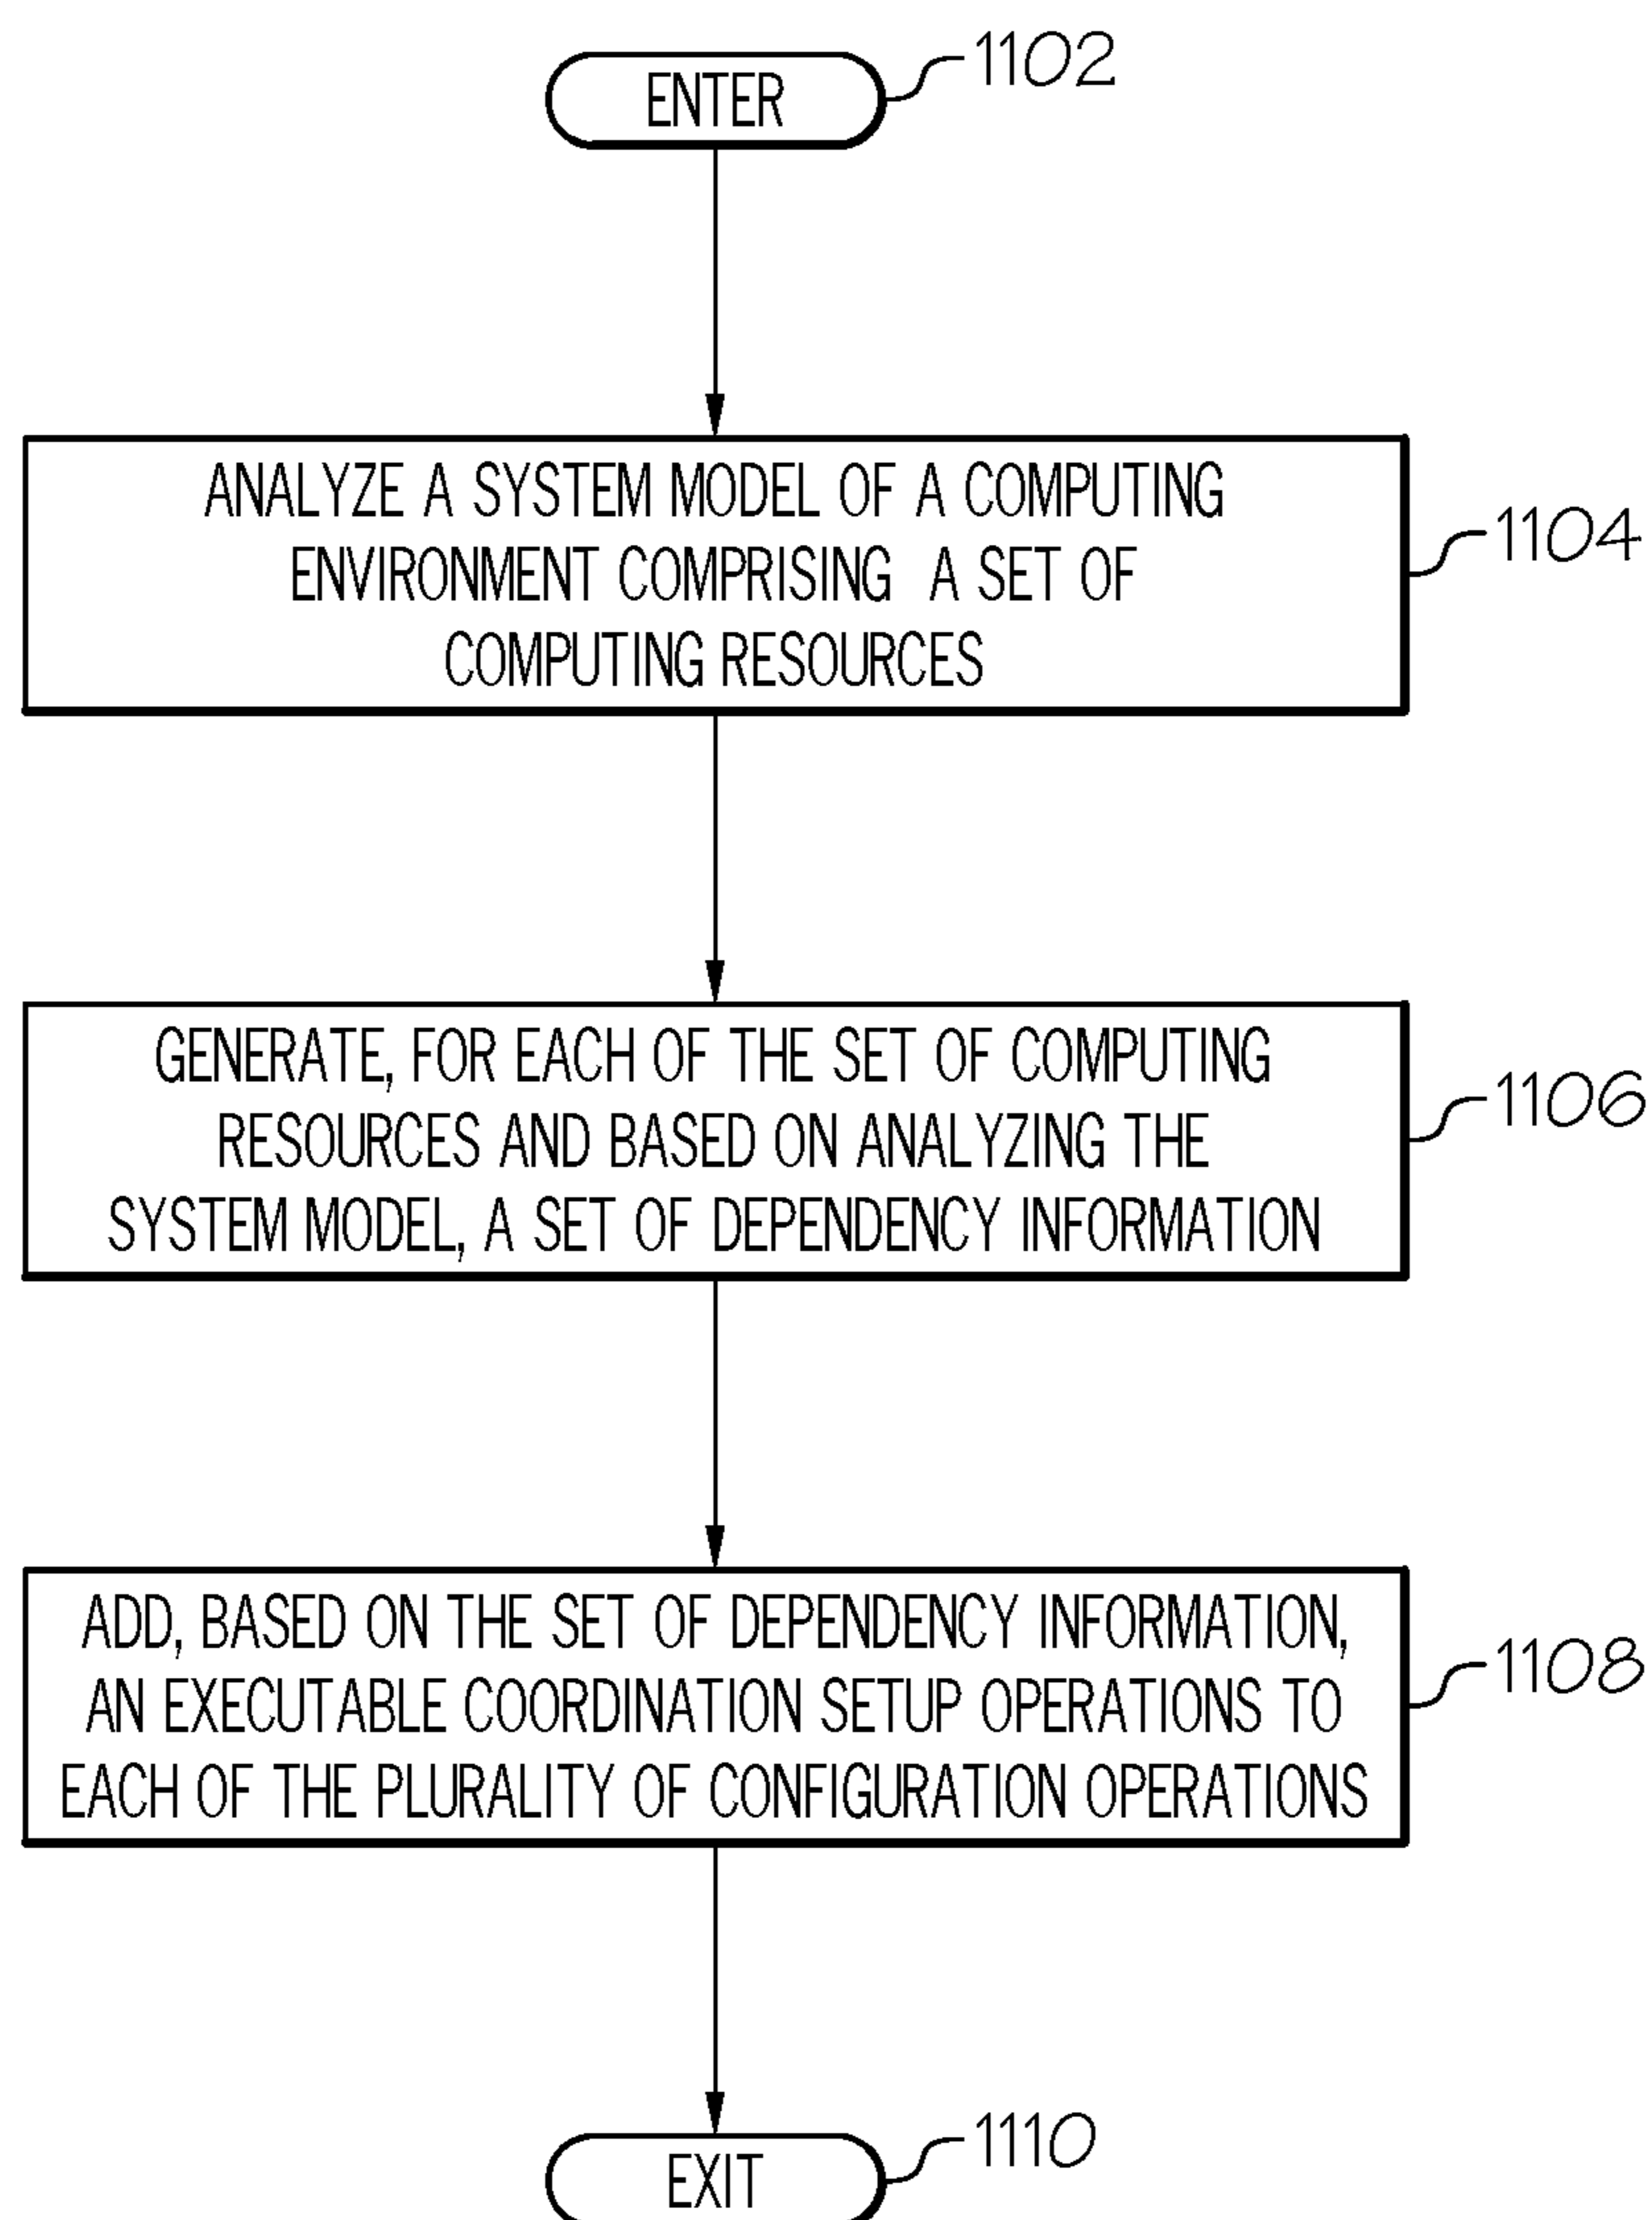 ENTER
1102
ANALYZE A SYSTEM MODEL OF A COMPUTING
ENVIRONMENT COMPRISING A SET OF
COMPUTING RESOURCES
1104
GENERATE, FOR EACH OF THE SET OF COMPUTING
RESOURCES AND BASED ON ANALYZING THE
SYSTEM MODEL, A SET OF DEPENDENCY INFORMATION
1106
ADD, BASED ON THE SET OF DEPENDENCY INFORMATION,
AN EXECUTABLE COORDINATION SETUP OPERATIONS TO
EACH OF THE PLURALITY OF CONFIGURATION OPERATIONS
1108
EXIT
1110